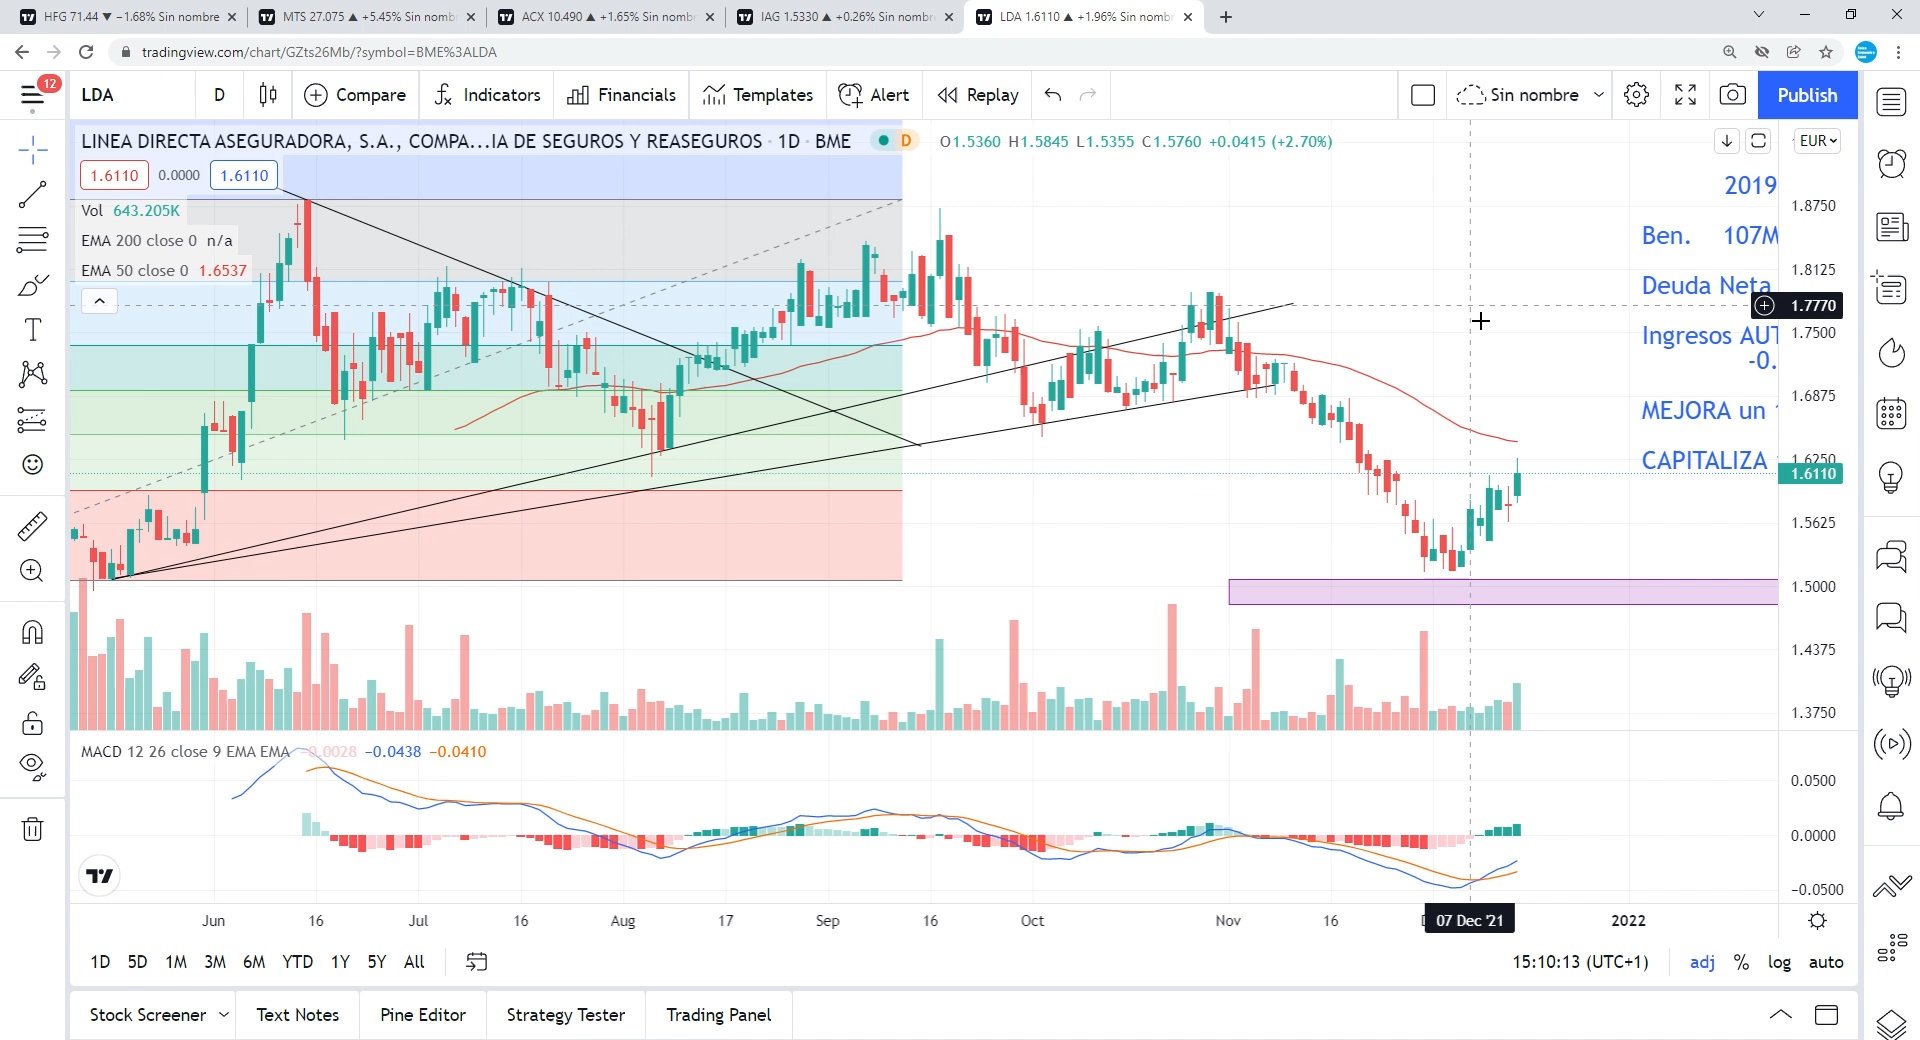 HFG 71.44 ▼ −1.68% Sin nombre
MTS 27.075 ▲ +5.45% Sin nomb
ACX 10.490 ▲ +1.65% Sin nomb
IAG 1.5330 ▲ +0.26% Sin nombr
LDA 1.6110 ▲ +1.96% Sin nomb
tradingview.com/chart/GZts26Mb/?symbol=BME%3ALDA
12
LDA
D
Compare
Indicators
Financials
Templates
Alert
Replay
Sin nombre
Publish
LINEA DIRECTA ASEGURADORA, S.A., COMPA...IA DE SEGUROS Y REASEGUROS · 1D · BME
D
O1.5360 H1.5845 L1.5355 C1.5760 +0.0415 (+2.70%)
EUR
1.6110 0.0000 1.6110
Vol 643.205K
EMA 200 close 0 n/a
EMA 50 close 0 1.6537
2019
Ben. 107M
Deuda Neta
Ingresos AUT
-0.
MEJORA un
CAPITALIZA
1.8750
1.8125
1.7770
1.7500
1.6875
1.6250
1.6110
1.5625
1.5000
1.4375
1.3750
MACD 12 26 close 9 EMA EMA −0.0028 −0.0438 −0.0410
0.0500
0.0000
−0.0500
Jun 16 Jul 16 Aug 17 Sep 16 Oct Nov 16 07 Dec '21 2022
1D 5D 1M 3M 6M YTD 1Y 5Y All
15:10:13 (UTC+1) adj % log auto
Stock Screener Text Notes Pine Editor Strategy Tester Trading Panel